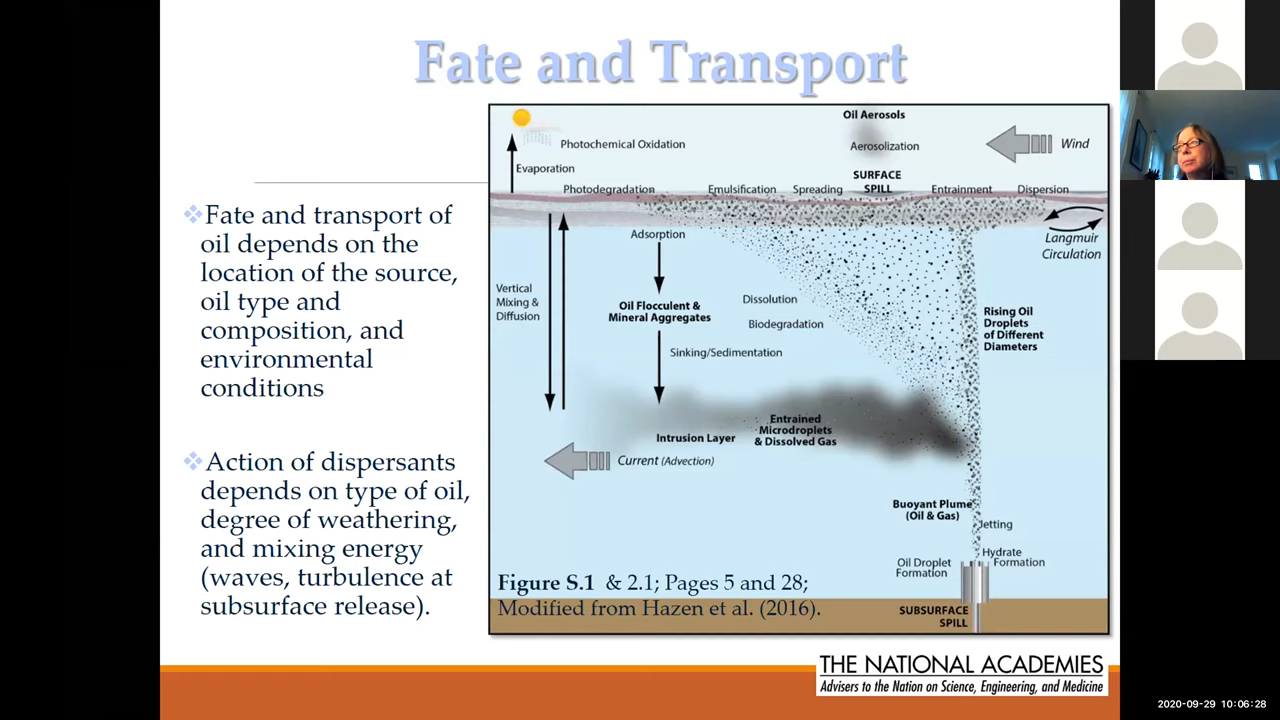 Fate and Transport
❖Fate and transport of
oil depends on the
location of the source,
oil type and
composition, and
environmental
conditions
❖Action of dispersants
depends on type of oil,
degree of weathering,
and mixing energy
(waves, turbulence at
subsurface release).
Oil Aerosols
Photochemical Oxidation
Aerosolization
Wind
Evaporation
SURFACE
SPILL
Photodegradation
Emulsification
Spreading
Entrainment
Dispersion
Adsorption
Langmuir
Circulation
Vertical
Mixing &
Diffusion
Oil Flocculent &
Mineral Aggregates
Dissolution
Biodegradation
Rising Oil
Droplets
of Different
Diameters
Sinking/Sedimentation
Entrained
Microdroplets
& Dissolved Gas
Intrusion Layer
Current (Advection)
Buoyant Plume
(Oil & Gas)
Jetting
Hydrate
Formation
Oil Droplet
Formation
Figure S.1 & 2.1; Pages 5 and 28;
Modified from Hazen et al. (2016).
SUBSURFACE
SPILL
THE NATIONAL ACADEMIES
Advisers to the Nation on Science, Engineering, and Medicine
2020-09-29 10:06:28